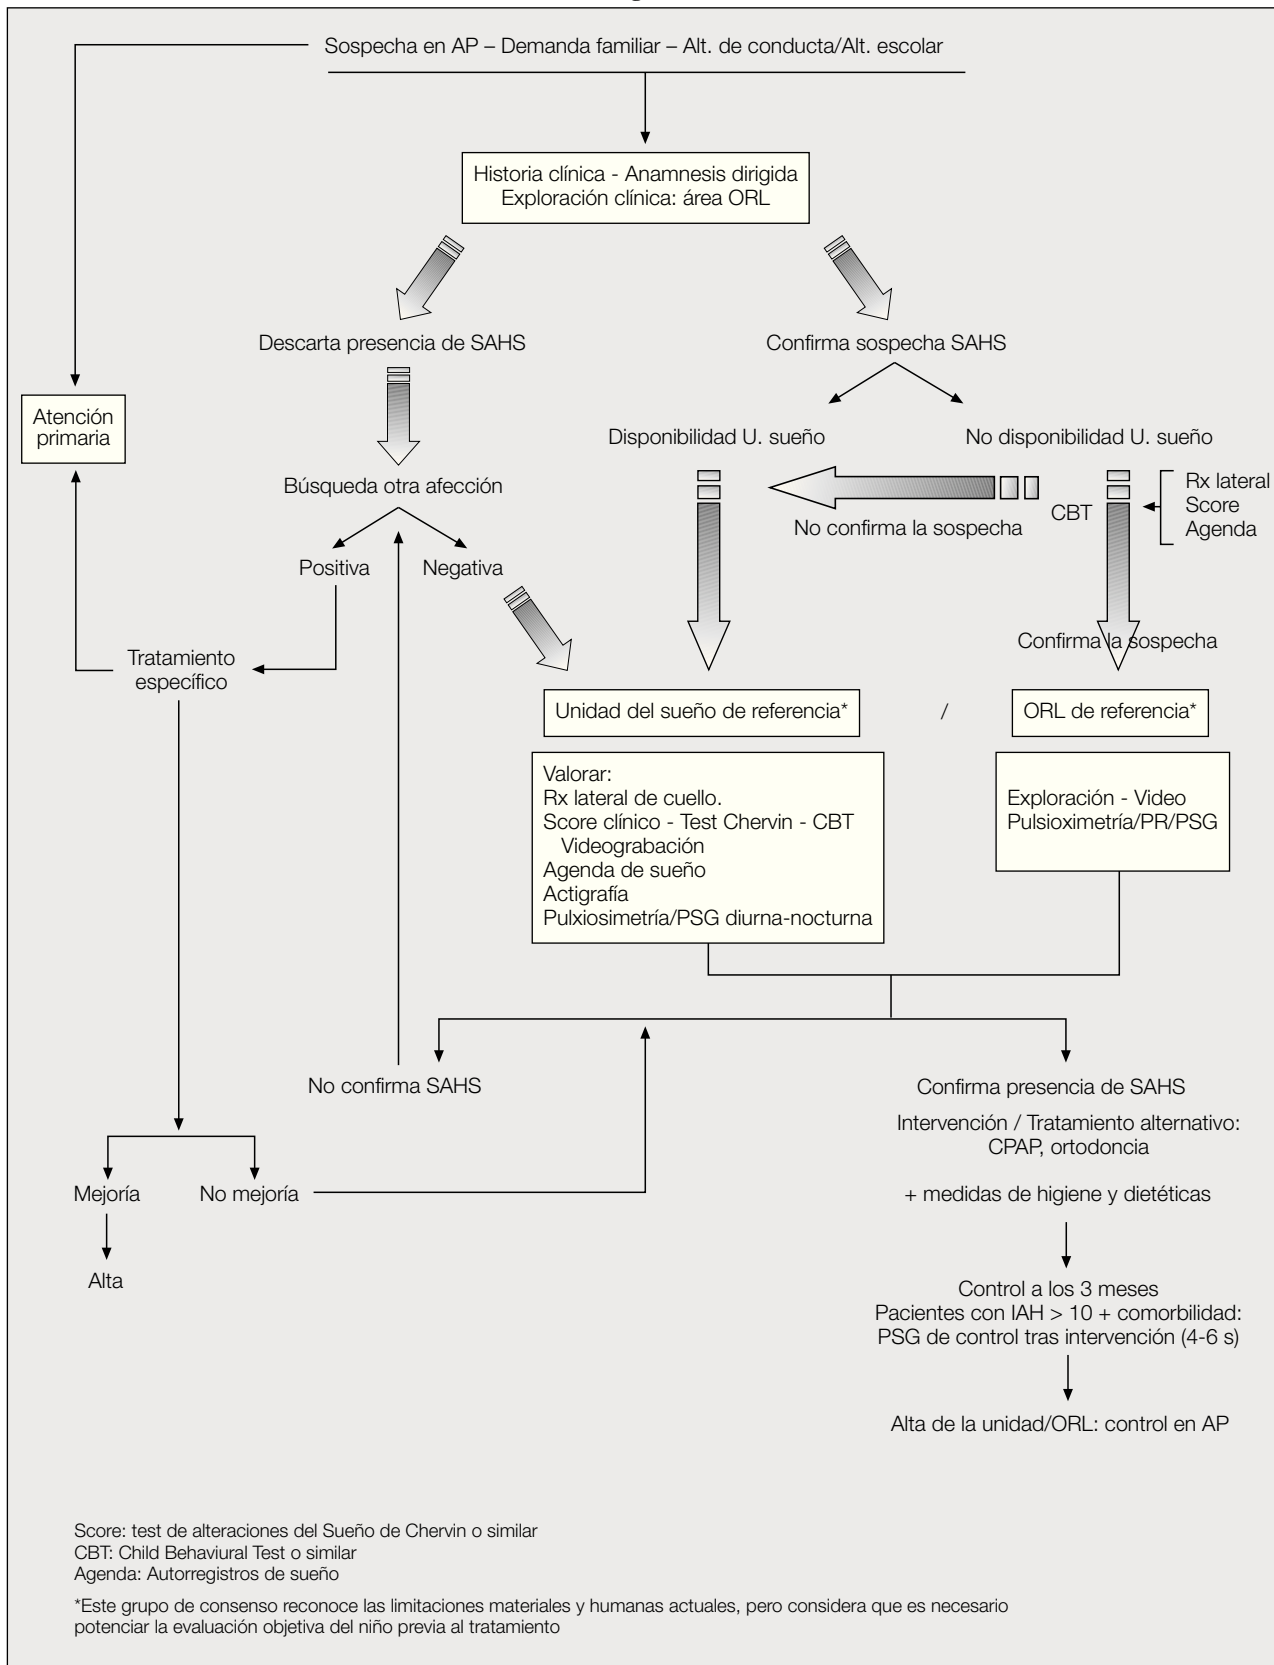 Sospecha en AP – Demanda familiar – Alt. de conducta/Alt. escolar
Historia clínica - Anamnesis dirigida
Exploración clínica: área ORL
Descarta presencia de SAHS
Confirma sospecha SAHS
Atención
primaria
Disponibilidad U. sueño
No disponibilidad U. sueño
Búsqueda otra afección
No confirma la sospecha
CBT
Rx lateral
Score
Agenda
Positiva
Negativa
Confirma la sospecha
Tratamiento
específico
Unidad del sueño de referencia*
/
ORL de referencia*
Valorar:
Rx lateral de cuello.
Score clínico - Test Chervin - CBT
Videograbación
Agenda de sueño
Actigrafía
Pulxiosimetría/PSG diurna-nocturna
Exploración - Video
Pulsioximetría/PR/PSG
No confirma SAHS
Confirma presencia de SAHS
Intervención / Tratamiento alternativo:
CPAP, ortodoncia
+ medidas de higiene y dietéticas
Mejoría
No mejoría
Alta
Control a los 3 meses
Pacientes con IAH > 10 + comorbilidad:
PSG de control tras intervención (4-6 s)
Alta de la unidad/ORL: control en AP
Score: test de alteraciones del Sueño de Chervin o similar
CBT: Child Behaviural Test o similar
Agenda: Autorregistros de sueño
*Este grupo de consenso reconoce las limitaciones materiales y humanas actuales, pero considera que es necesario
potenciar la evaluación objetiva del niño previa al tratamiento